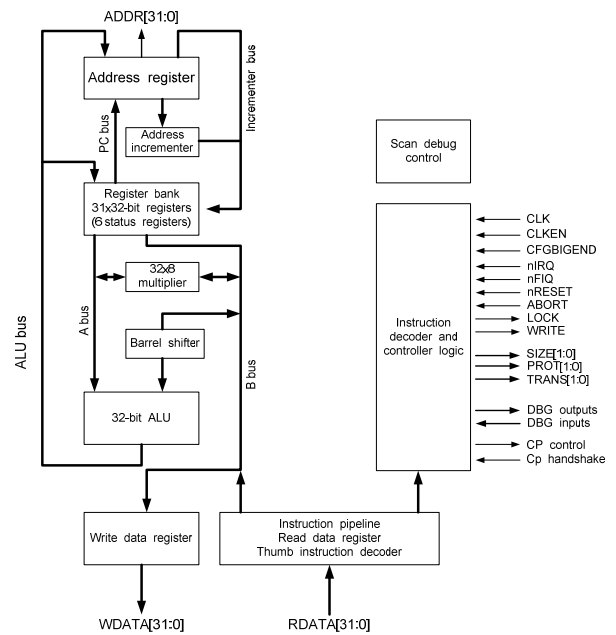 ADDR[31:0]
Address register
Incrementer bus
PC bus
Address
incrementer
Scan debug
control
Register bank
31x32-bit registers
(6 status registers)
CLK
CLKEN
CFGBIGEND
nIRQ
nFIQ
nRESET
ABORT
LOCK
WRITE
SIZE[1:0]
PROT[1:0]
TRANS[1:0]
DBG outputs
DBG inputs
CP control
Cp handshake
Instruction
decoder and
controller logic
32x8
multiplier
ALU bus
A bus
B bus
Barrel shifter
32-bit ALU
Write data register
Instruction pipeline
Read data register
Thumb instruction decoder
WDATA[31:0]
RDATA[31:0]